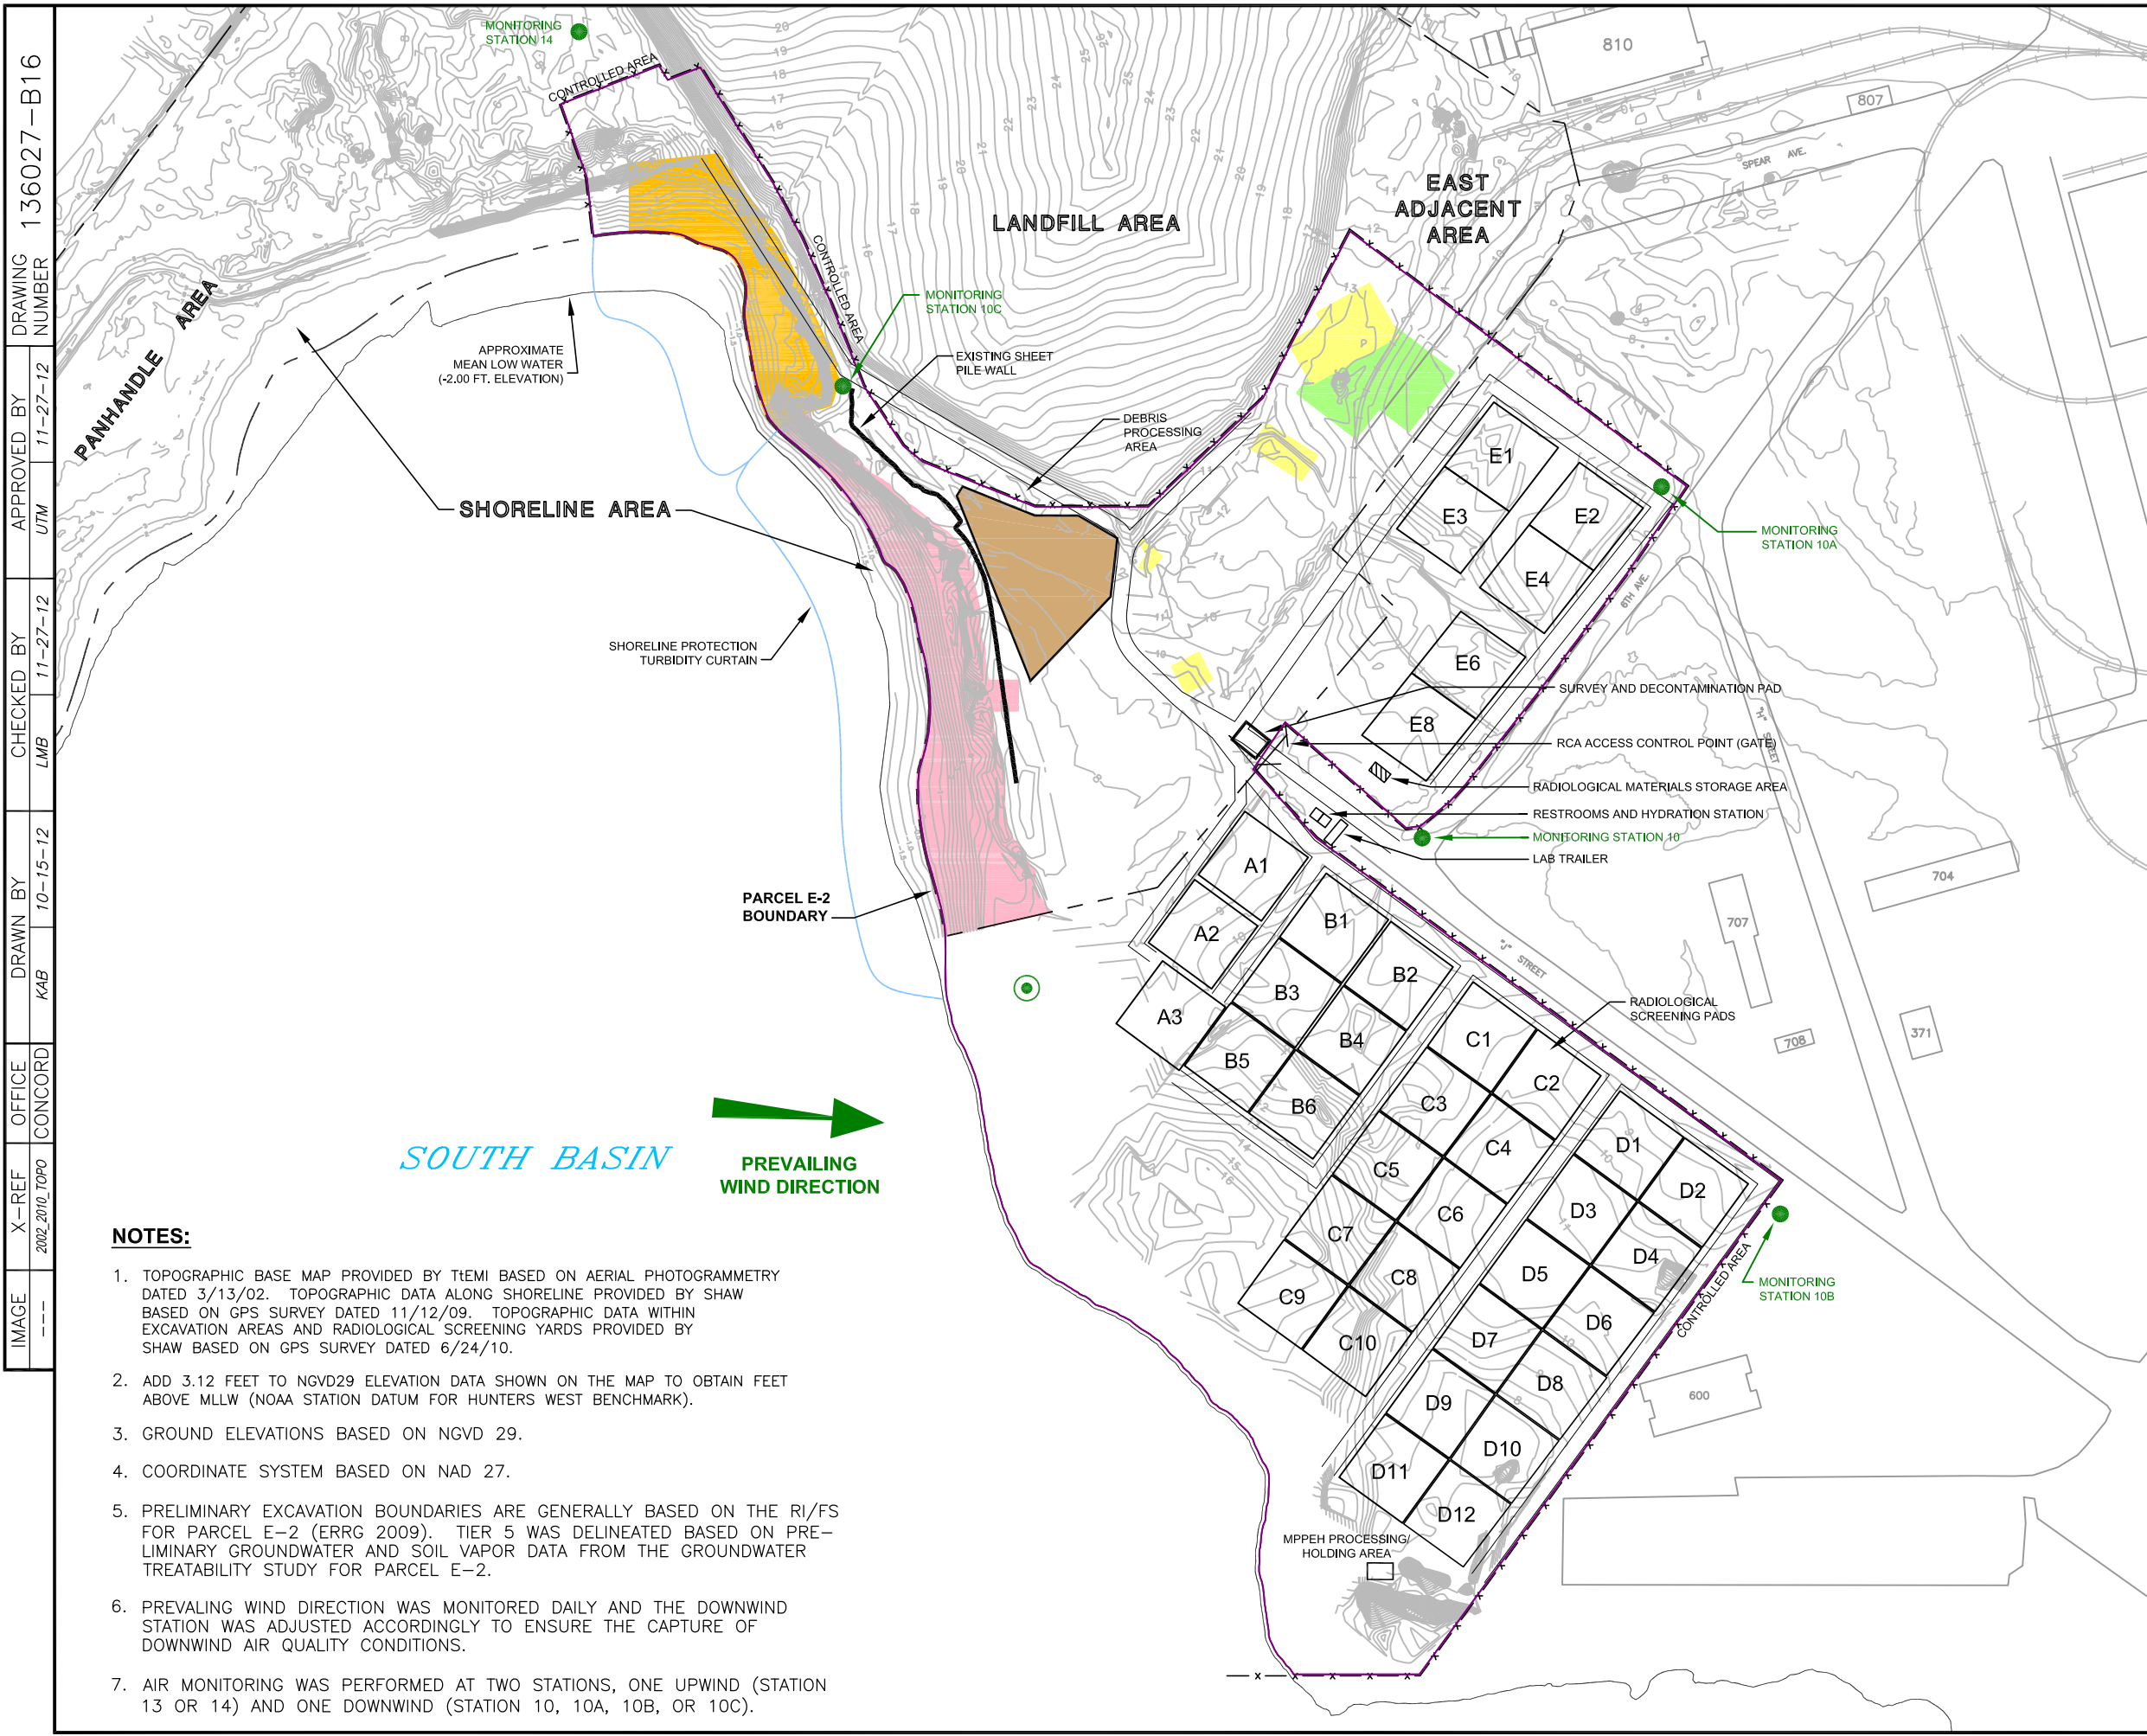 DRAWING NUMBER 136027-B16
APPROVED BY
UTM 11-27-12
CHECKED BY
LMB 11-27-12
DRAWN BY
KAB 10-15-12
OFFICE
CONCORD
X-REF
2002_2010_TOPO
IMAGE
---
MONITORING
STATION 14
CONTROLLED AREA
CONTROLLED AREA
PANHANDLE AREA
LANDFILL AREA
EAST
ADJACENT
AREA
810
807
SPEAR AVE.
MONITORING
STATION 10C
APPROXIMATE
MEAN LOW WATER
(-2.00 FT. ELEVATION)
EXISTING SHEET
PILE WALL
DEBRIS
PROCESSING
AREA
SHORELINE AREA
E1
E2
E3
E4
E6
E8
MONITORING
STATION 10A
6TH AVE.
"H" STREET
SHORELINE PROTECTION
TURBIDITY CURTAIN
SURVEY AND DECONTAMINATION PAD
RCA ACCESS CONTROL POINT (GATE)
RADIOLOGICAL MATERIALS STORAGE AREA
RESTROOMS AND HYDRATION STATION
MONITORING STATION 10
LAB TRAILER
704
707
708
371
PARCEL E-2
BOUNDARY
A1
A2
A3
B1
B2
B3
B4
B5
B6
"J" STREET
RADIOLOGICAL
SCREENING PADS
C1
C2
C3
C4
C5
C6
C7
C8
C9
C10
D1
D2
D3
D4
D5
D6
D7
D8
D9
D10
D11
D12
SOUTH BASIN
PREVAILING
WIND DIRECTION
MONITORING
STATION 10B
CONTROLLED AREA
600
MPPEH PROCESSING/
HOLDING AREA
NOTES:
1. TOPOGRAPHIC BASE MAP PROVIDED BY TtEMI BASED ON AERIAL PHOTOGRAMMETRY
DATED 3/13/02. TOPOGRAPHIC DATA ALONG SHORELINE PROVIDED BY SHAW
BASED ON GPS SURVEY DATED 11/12/09. TOPOGRAPHIC DATA WITHIN
EXCAVATION AREAS AND RADIOLOGICAL SCREENING YARDS PROVIDED BY
SHAW BASED ON GPS SURVEY DATED 6/24/10.
2. ADD 3.12 FEET TO NGVD29 ELEVATION DATA SHOWN ON THE MAP TO OBTAIN FEET
ABOVE MLLW (NOAA STATION DATUM FOR HUNTERS WEST BENCHMARK).
3. GROUND ELEVATIONS BASED ON NGVD 29.
4. COORDINATE SYSTEM BASED ON NAD 27.
5. PRELIMINARY EXCAVATION BOUNDARIES ARE GENERALLY BASED ON THE RI/FS
FOR PARCEL E-2 (ERRG 2009). TIER 5 WAS DELINEATED BASED ON PRE-
LIMINARY GROUNDWATER AND SOIL VAPOR DATA FROM THE GROUNDWATER
TREATABILITY STUDY FOR PARCEL E-2.
6. PREVALING WIND DIRECTION WAS MONITORED DAILY AND THE DOWNWIND
STATION WAS ADJUSTED ACCORDINGLY TO ENSURE THE CAPTURE OF
DOWNWIND AIR QUALITY CONDITIONS.
7. AIR MONITORING WAS PERFORMED AT TWO STATIONS, ONE UPWIND (STATION
13 OR 14) AND ONE DOWNWIND (STATION 10, 10A, 10B, OR 10C).